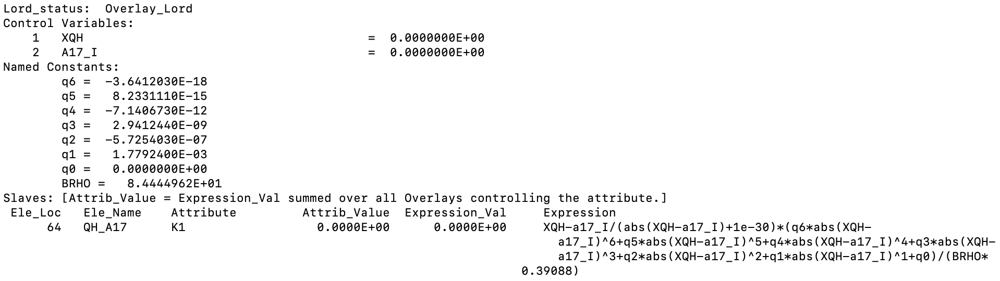 Lord_status:  Overlay_Lord
Control Variables:
    1   XQH                                       =  0.0000000E+00
    2   A17_I                                     =  0.0000000E+00
Named Constants:
        q6 =  -3.6412030E-18
        q5 =   8.2331110E-15
        q4 =  -7.1406730E-12
        q3 =   2.9412440E-09
        q2 =  -5.7254030E-07
        q1 =   1.7792400E-03
        q0 =   0.0000000E+00
        BRHO =   8.4444962E+01
Slaves: [Attrib_Value = Expression_Val summed over all Overlays controlling the attribute.]
 Ele_Loc   Ele_Name    Attribute         Attrib_Value  Expression_Val     Expression
      64   QH_A17      K1                  0.0000E+00      0.0000E+00     XQH-a17_I/(abs(XQH-a17_I)+1e-30)*(q6*abs(XQH-
                                                                            a17_I)^6+q5*abs(XQH-a17_I)^5+q4*abs(XQH-a17_I)^4+q3*abs(XQH-
                                                                            a17_I)^3+q2*abs(XQH-a17_I)^2+q1*abs(XQH-a17_I)^1+q0)/(BRHO*
                                                                       0.39088)